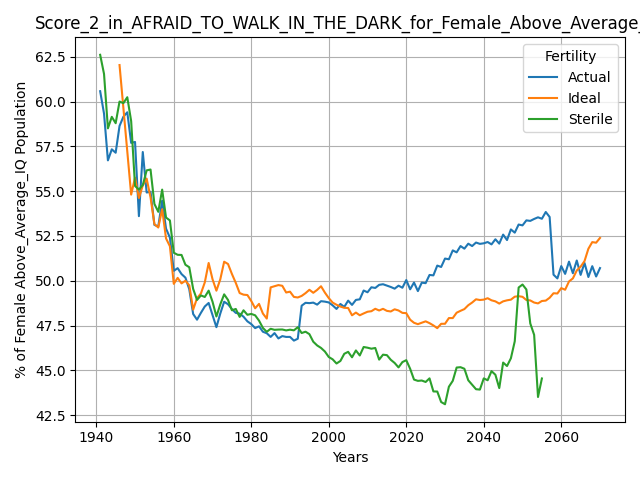 Score_2_in_AFRAID_TO_WALK_IN_THE_DARK_for_Female_Above_Average_
Fertility
Actual
Ideal
Sterile
% of Female Above_Average_IQ Population
62.5
60.0
57.5
55.0
52.5
50.0
47.5
45.0
42.5
1940 1960 1980 2000 2020 2040 2060
Years